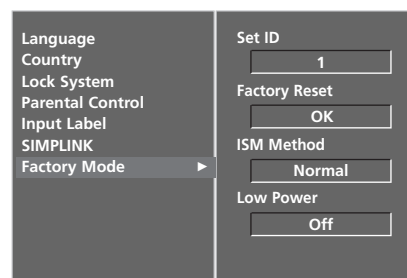 Language
Country
Lock System
Parental Control
Input Label
SIMPLINK
Factory Mode ►
Set ID
1
Factory Reset
OK
ISM Method
Normal
Low Power
Off